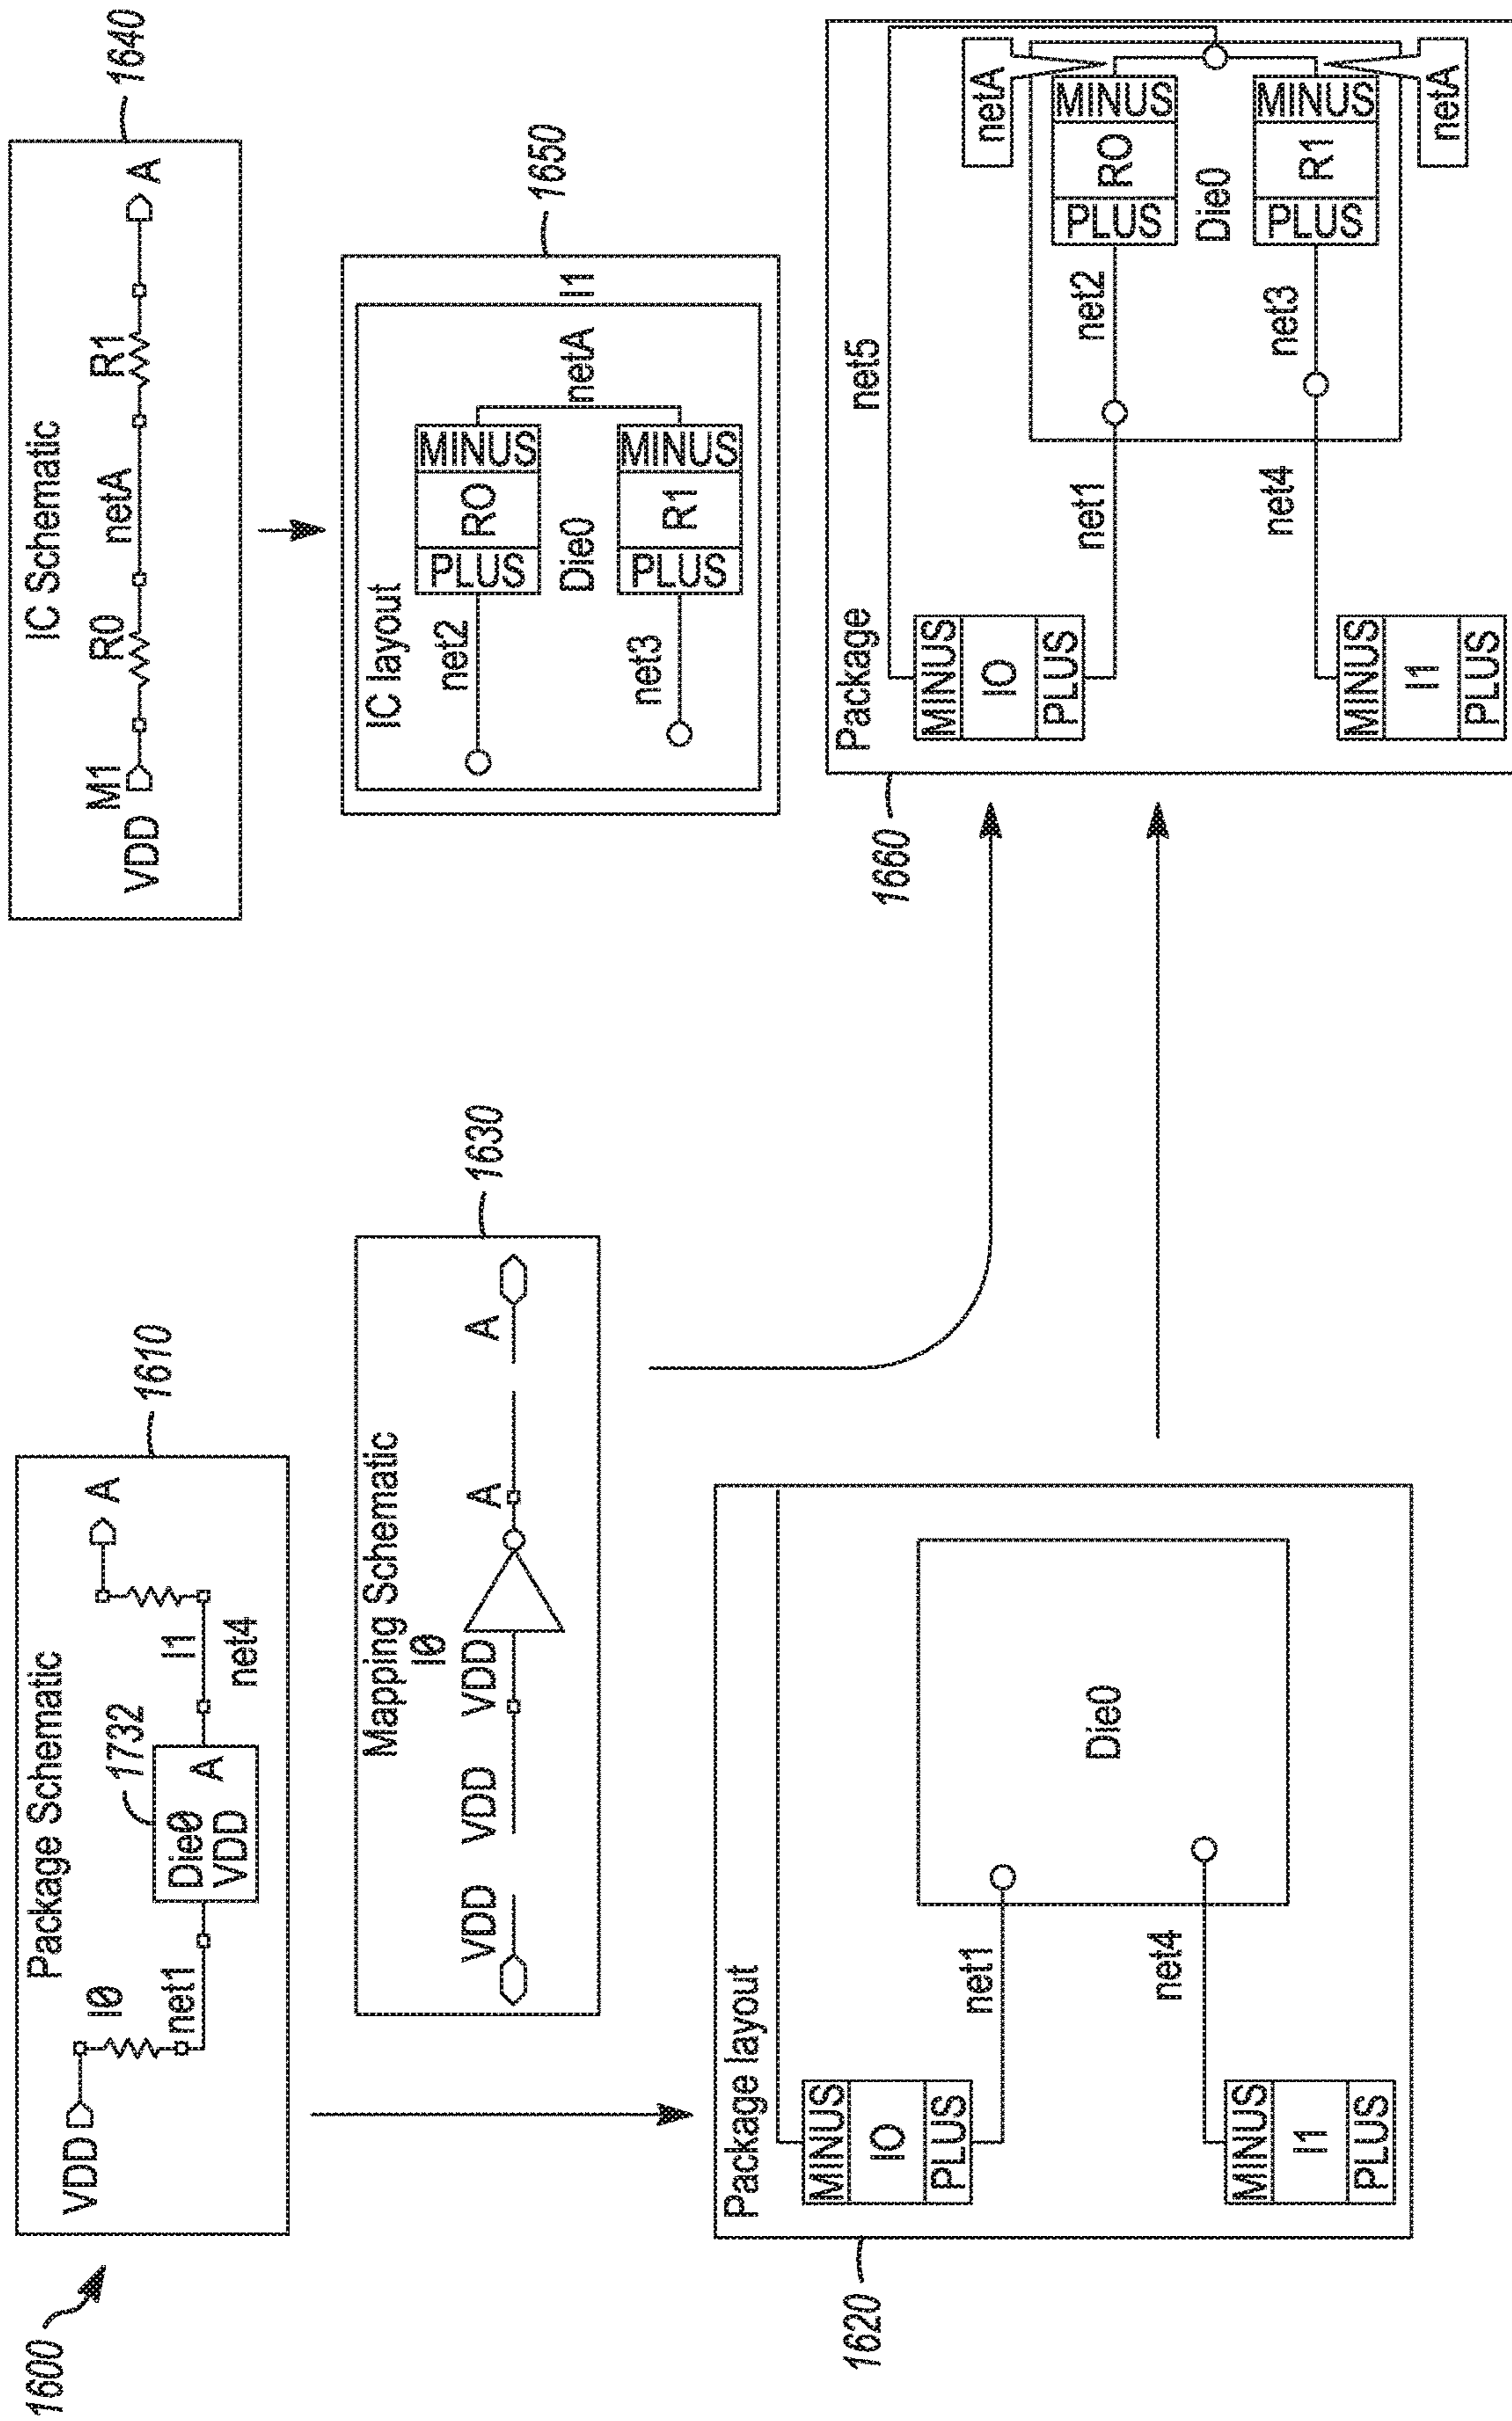 1600
Package Schematic
1610
VDD
I0
net1
1732
Die0
VDD
A
I1
net4
A
Mapping Schematic
1630
I0
VDD
VDD
VDD
A
A
Package layout
1620
MINUS
IO
PLUS
net1
Die0
net4
MINUS
I1
PLUS
IC Schematic
1640
M1
VDD
R0
netA
R1
A
1650
IC layout
I1
net2
PLUS
RO
MINUS
netA
Die0
net3
PLUS
R1
MINUS
1660
Package
net5
MINUS
IO
PLUS
net1
net2
PLUS
RO
MINUS
netA
Die0
net4
net3
PLUS
R1
MINUS
netA
MINUS
I1
PLUS